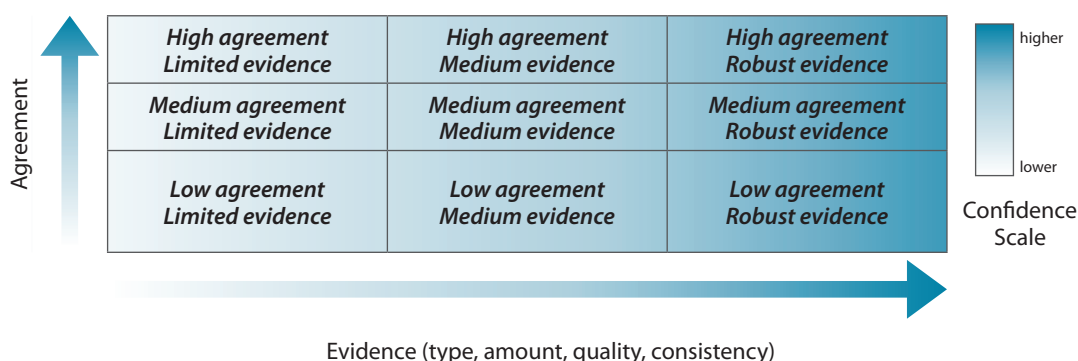 Agreement
High agreement
Limited evidence
High agreement
Medium evidence
High agreement
Robust evidence
Medium agreement
Limited evidence
Medium agreement
Medium evidence
Medium agreement
Robust evidence
Low agreement
Limited evidence
Low agreement
Medium evidence
Low agreement
Robust evidence
higher
lower
Confidence
Scale
Evidence (type, amount, quality, consistency)